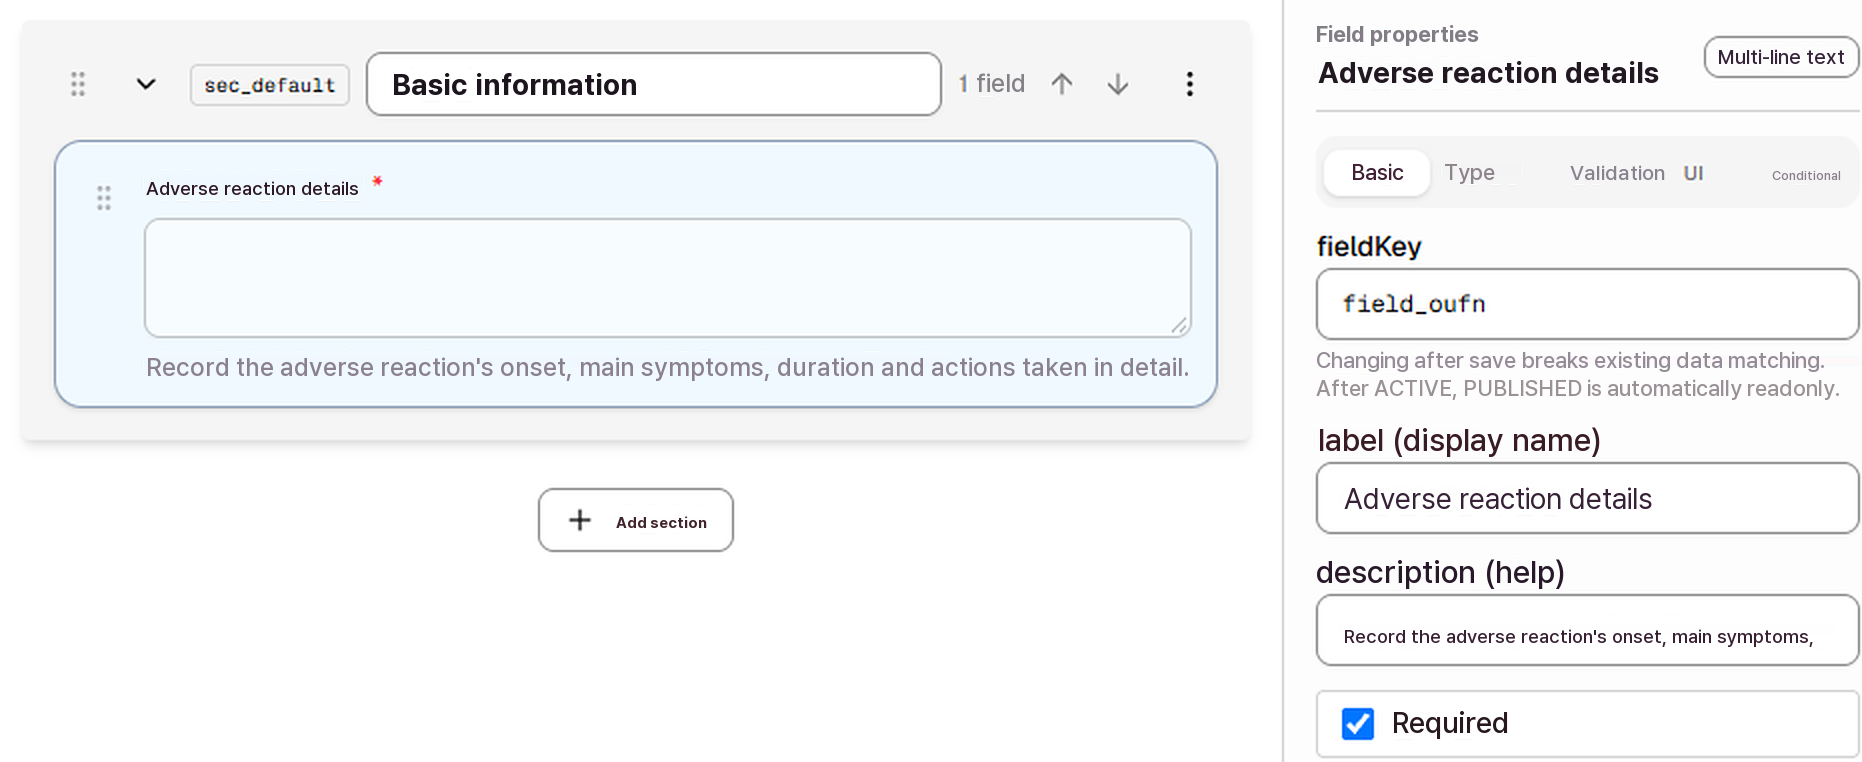 sec_default
Basic information
1 field
Adverse reaction details *
Record the adverse reaction's onset, main symptoms, duration and actions taken in detail.
Add section
Field properties
Adverse reaction details
Multi-line text
Basic Type Validation UI Conditional
fieldKey
field_oufn
Changing after save breaks existing data matching.
After ACTIVE, PUBLISHED is automatically readonly.
label (display name)
Adverse reaction details
description (help)
Record the adverse reaction's onset, main symptoms,
Required